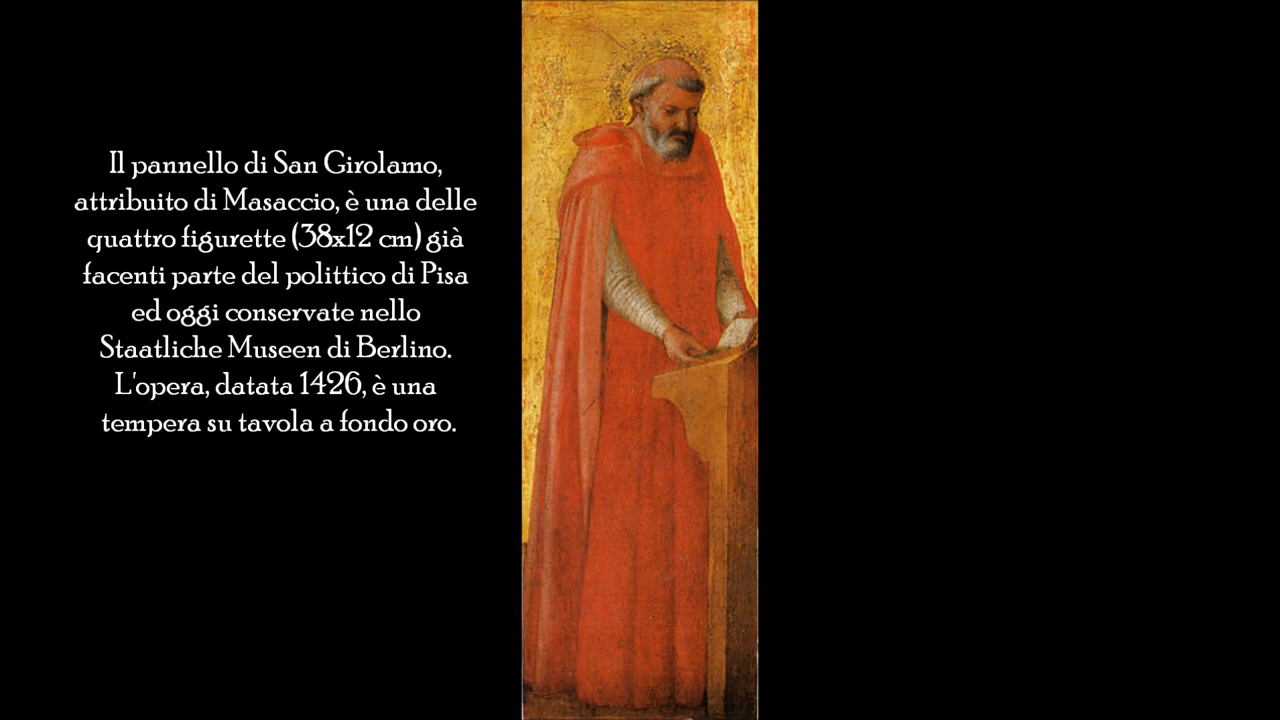 Il pannello di San Girolamo,
attribuito di Masaccio, è una delle
quattro figurette (38x12 cm) già
facenti parte del polittico di Pisa
ed oggi conservate nello
Staatliche Museen di Berlino.
L'opera, datata 1426, è una
tempera su tavola a fondo oro.